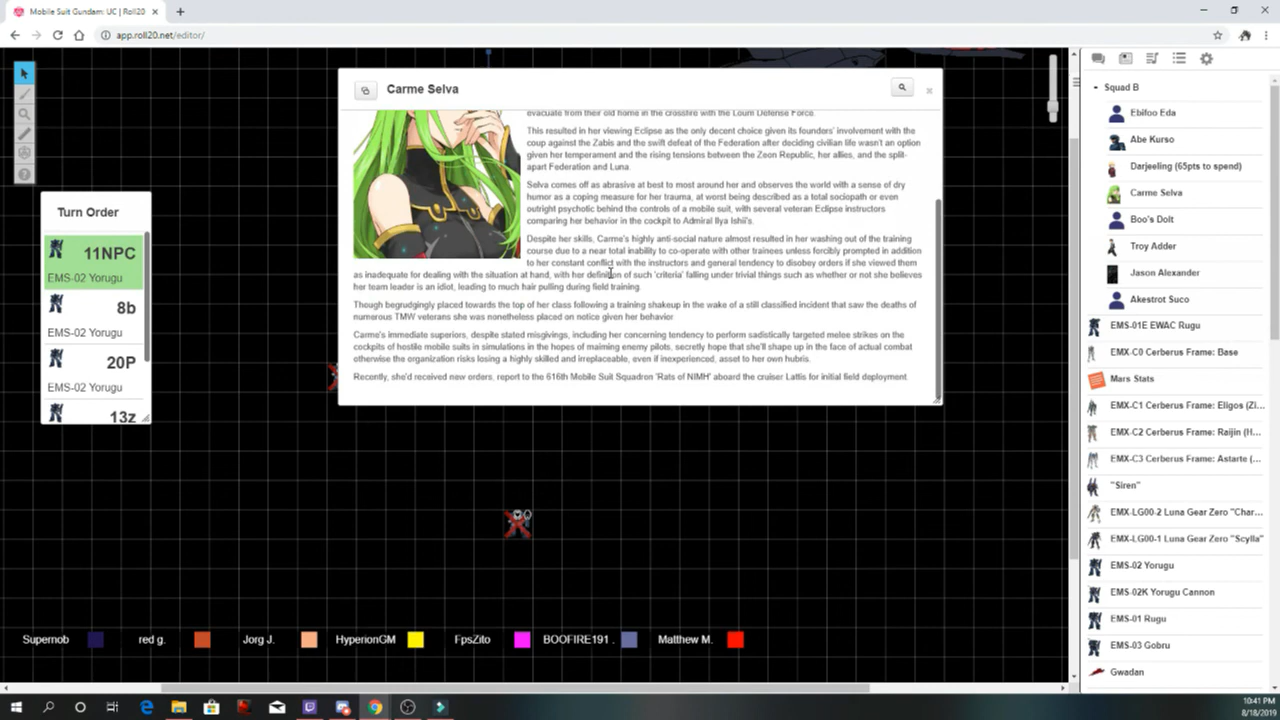 Mobile Suit Gundam: UC | Roll20
app.roll20.net/editor/
Carme Selva
evacuate from their old home in the crossfire with the Loum Defense Force.
This resulted in her viewing Eclipse as the only decent choice given its founders' involvement with the
coup against the Zabis and the swift defeat of the Federation after deciding civilian life wasn't an option
given her temperament and the rising tensions between the Zeon Republic, her allies, and the split-
apart Federation and Luna.
Selva comes off as abrasive at best to most around her and observes the world with a sense of dry
humor as a coping measure for her trauma, at worst being described as a total sociopath or even
outright psychotic behind the controls of a mobile suit, with several veteran Eclipse instructors
comparing her behavior in the cockpit to Admiral Ilya Ishii's.
Despite her skills, Carme's highly anti-social nature almost resulted in her washing out of the training
course due to a near total inability to co-operate with other trainees unless forcibly prompted in addition
to her constant conflict with the instructors and general tendency to disobey orders if she viewed them
as inadequate for dealing with the situation at hand, with her definition of such 'criteria' falling under trivial things such as whether or not she believes
her team leader is an idiot, leading to much hair pulling during field training.
Though begrudgingly placed towards the top of her class following a training shakeup in the wake of a still classified incident that saw the deaths of
numerous TMW veterans she was nonetheless placed on notice given her behavior
Carme's immediate superiors, despite stated misgivings, including her concerning tendency to perform sadistically targeted melee strikes on the
cockpits of hostile mobile suits in simulations in the hopes of maiming enemy pilots, secretly hope that she'll shape up in the face of actual combat
otherwise the organization risks losing a highly skilled and irreplaceable, even if inexperienced, asset to her own hubris.
Recently, she'd received new orders, report to the 616th Mobile Suit Squadron 'Rats of NIMH' aboard the cruiser Lattis for initial field deployment.
Turn Order
11NPC
EMS-02 Yorugu
8b
EMS-02 Yorugu
20P
EMS-02 Yorugu
13z
Supernob
red g.
Jorg J.
HyperionGM
FpsZito
BOOFIRE191 .
Matthew M.
Squad B
Ebifoo Eda
Abe Kurso
Darjeeling (65pts to spend)
Carme Selva
Boo's Dolt
Troy Adder
Jason Alexander
Akestrot Suco
EMS-01E EWAC Rugu
EMX-C0 Cerberus Frame: Base
Mars Stats
EMX-C1 Cerberus Frame: Eligos (Zi...
EMX-C2 Cerberus Frame: Raijin (H...
EMX-C3 Cerberus Frame: Astarte (...
"Siren"
EMX-LG00-2 Luna Gear Zero "Char...
EMX-LG00-1 Luna Gear Zero "Scylla")
EMS-02 Yorugu
EMS-02K Yorugu Cannon
EMS-01 Rugu
EMS-03 Gobru
Gwadan
10:41 PM
8/18/2019